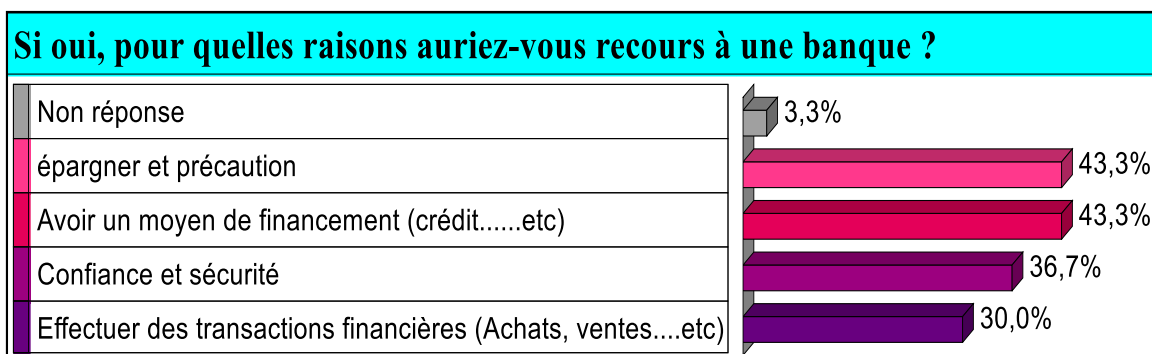 Si oui, pour quelles raisons auriez-vous recours à une banque ?
Non réponse 3,3%
épargner et précaution 43,3%
Avoir un moyen de financement (crédit......etc) 43,3%
Confiance et sécurité 36,7%
Effectuer des transactions financières (Achats, ventes....etc) 30,0%